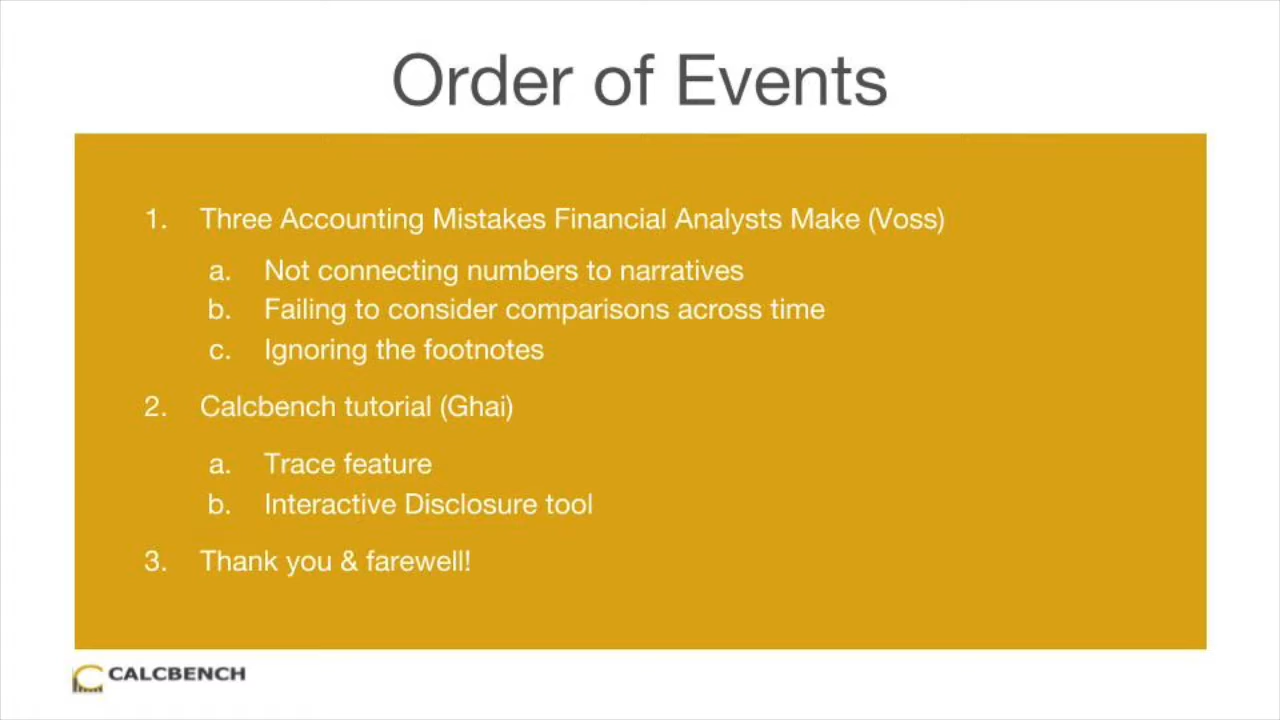 Order of Events
1. Three Accounting Mistakes Financial Analysts Make (Voss)
a. Not connecting numbers to narratives
b. Failing to consider comparisons across time
c. Ignoring the footnotes
2. Calcbench tutorial (Ghai)
a. Trace feature
b. Interactive Disclosure tool
3. Thank you & farewell!
CALCBENCH